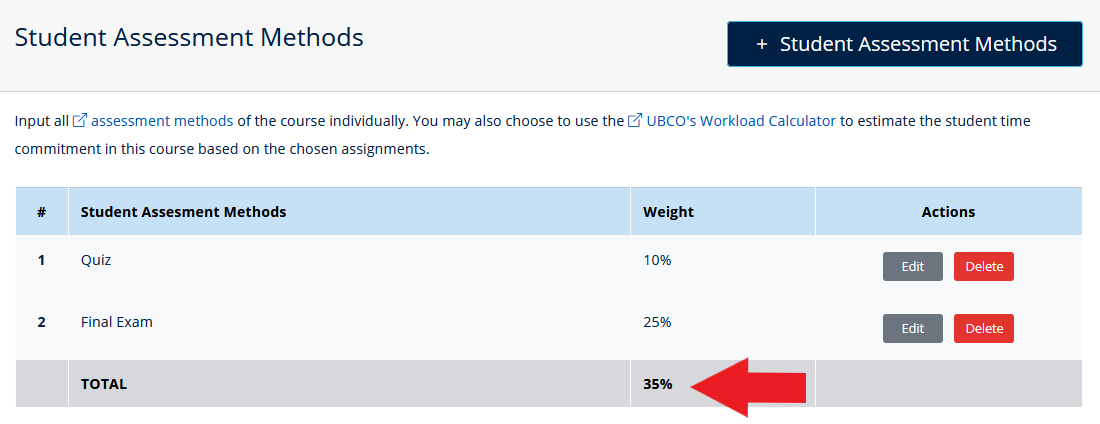 Student Assessment Methods
+ Student Assessment Methods
Input all assessment methods of the course individually. You may also choose to use the UBCO's Workload Calculator to estimate the student time
commitment in this course based on the chosen assignments.
# Student Assesment Methods Weight Actions
1 Quiz 10% Edit Delete
2 Final Exam 25% Edit Delete
TOTAL 35%